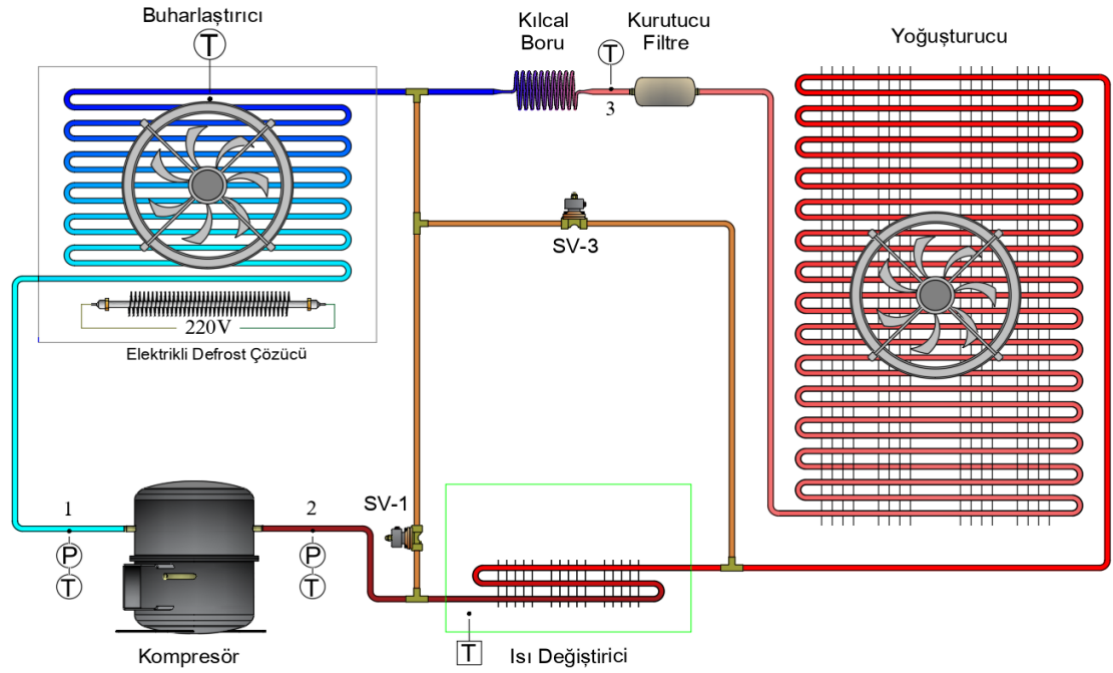 Buharlaştırıcı
T
Kılcal
Boru
T
3
Kurutucu
Filtre
Yoğuşturucu
SV-3
220V
Elektrikli Defrost Çözücü
1
P
T
2
P
T
SV-1
Kompresör
T
Isı Değiştirici